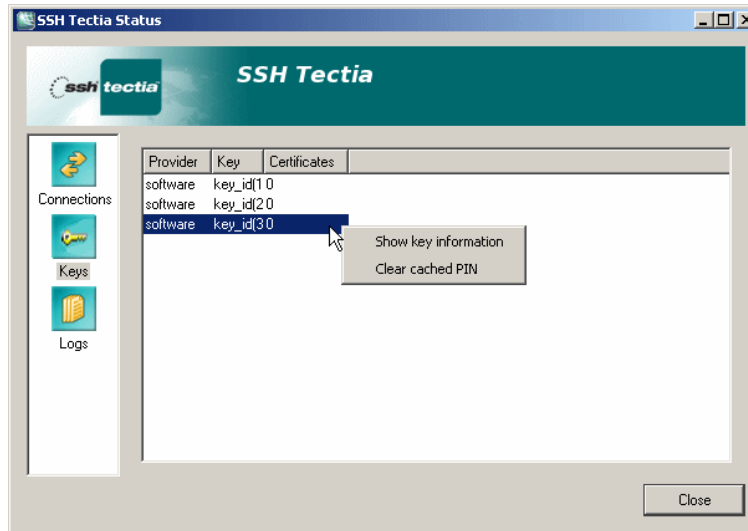 SSH Tectia Status
ssh tectia
SSH Tectia
Connections
Keys
Logs
Provider Key Certificates
software key_id(1 0
software key_id(2 0
software key_id(3 0
Show key information
Clear cached PIN
Close